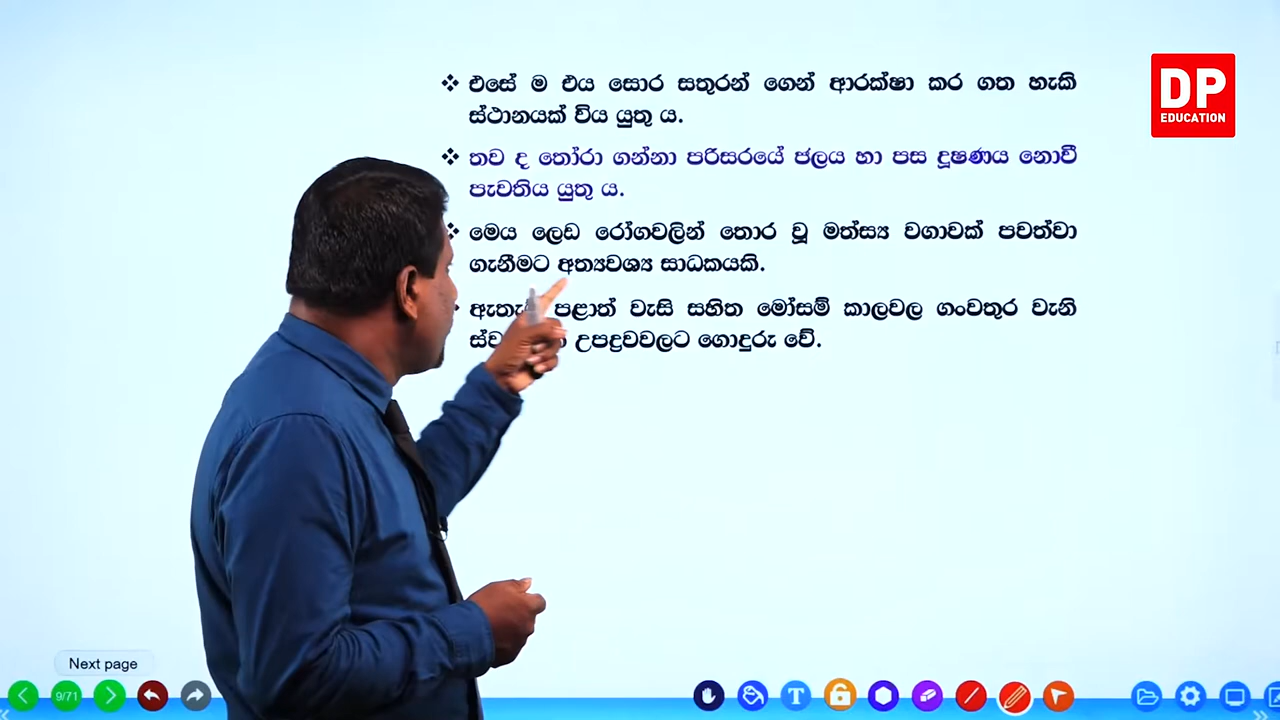 එසේ ම එය සොර සතුරන් ගෙන් ආරක්ෂා කර ගත හැකි
ස්ථානයක් විය යුතු ය.
තව ද තෝරා ගන්නා පරිසරයේ ජලය හා පස දූෂණය නොවී
පැවතිය යුතු ය.
මෙය ලෙඩ රෝගවලින් තොර වූ මත්ස්‍ය වගාවක් පවත්වා
ගැනීමට අත්‍යවශ්‍ය සාධකයකි.
පළාත් වැසි සහිත මෝසම් කාලවල ගංවතුර වැනි
උපද්‍රවවලට ගොදුරු වේ.
DP
EDUCATION
Next page
9/71
T